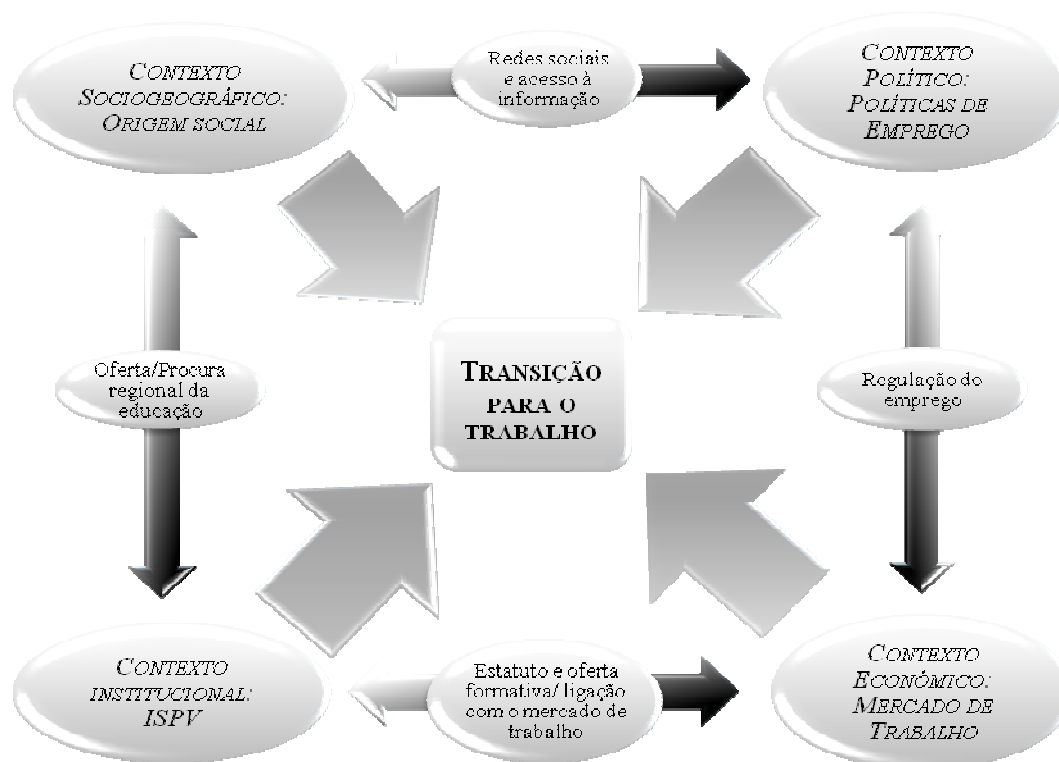 CONTEXTO
SOCIOGEOGRÁFICO:
ORIGEM SOCIAL
Redes sociais
e acesso à
informação
CONTEXTO
POLÍTICO:
POLÍTICAS DE
EMPREGO
Oferta/Procura
regional da
educação
TRANSIÇÃO
PARA O
TRABALHO
Regulação do
emprego
CONTEXTO
INSTITUCIONAL:
ISPV
Estatuto e oferta
formativa/ ligação
com o mercado de
trabalho
CONTEXTO
ECONÓMICO:
MERCADO DE
TRABALHO